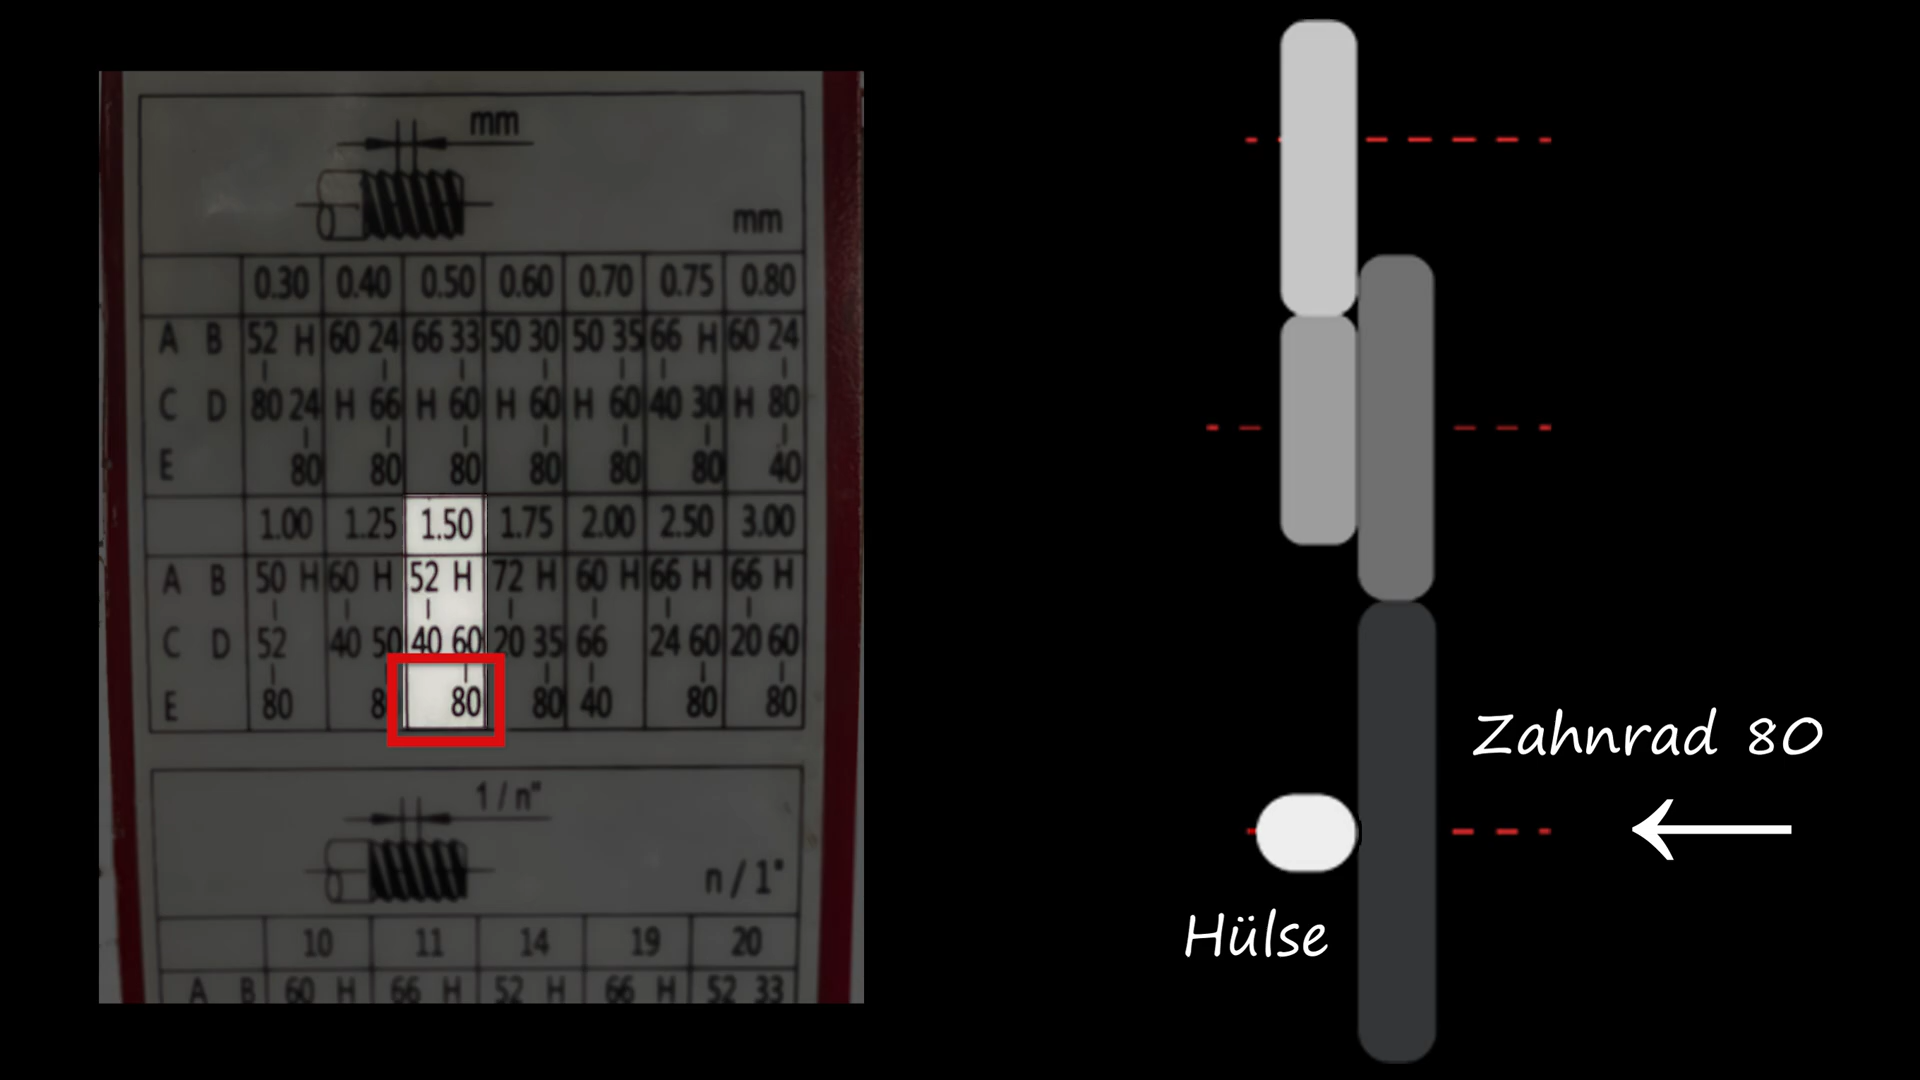 mm
mm
0.30 0.40 0.50 0.60 0.70 0.75 0.80
A B 52 H 60 24 66 33 50 30 50 35 66 H 60 24
C D 80 24 H 66 H 60 H 60 H 60 40 30 H 80
E 80 80 80 80 80 80 40
1.00 1.25 1.50 1.75 2.00 2.50 3.00
A B 50 H 60 H 52 H 72 H 60 H 66 H 66 H
C D 52 40 50 40 60 20 35 66 24 60 20 60
E 80 8 80 80 40 80 80
1/n"
n/1"
10 11 14 19 20
A B 60 H 66 H 52 H 66 H 52 33
Zahnrad 80
Hülse